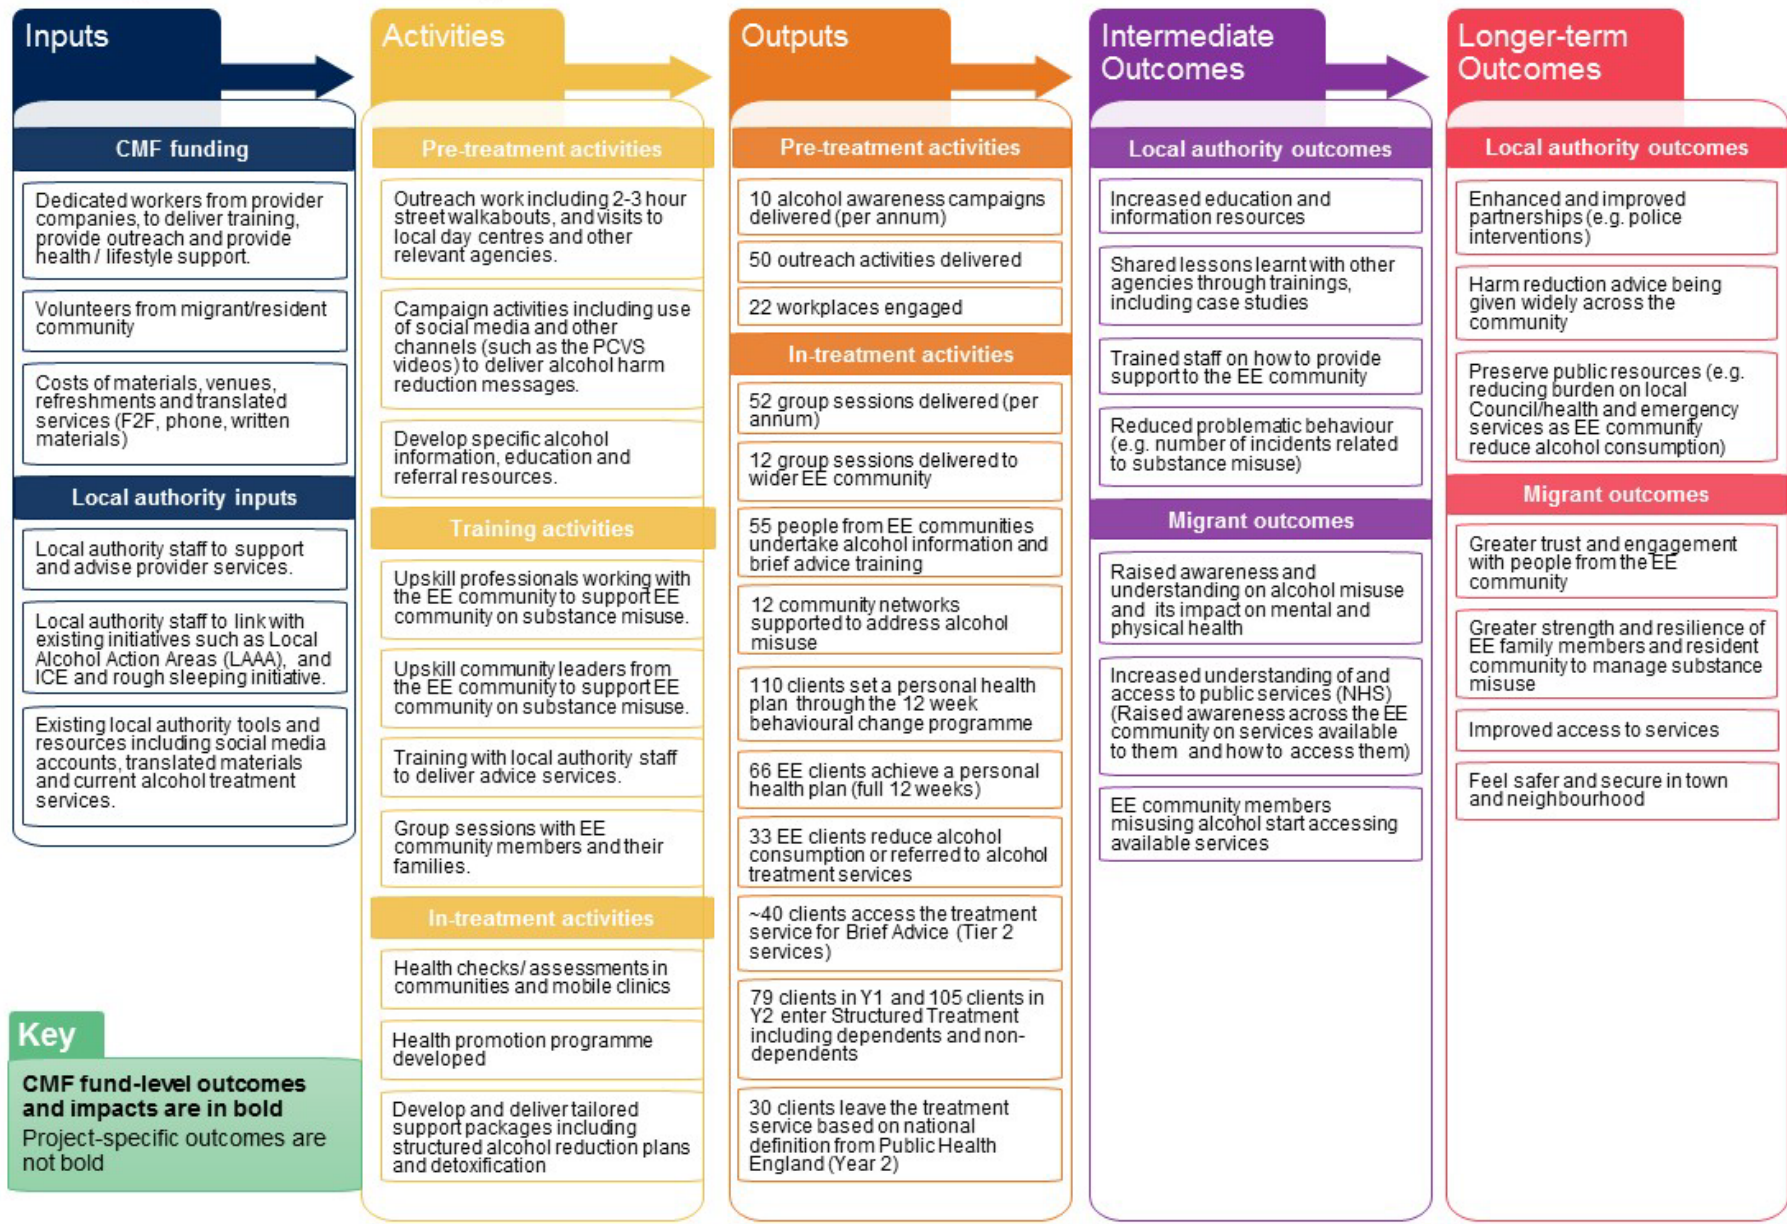 Inputs
CMF funding
Dedicated workers from provider
companies, to deliver training,
provide outreach and provide
health / lifestyle support.
Volunteers from migrant/resident
community
Costs of materials, venues,
refreshments and translated
services (F2F, phone, written
materials)
Local authority inputs
Local authority staff to support
and advise provider services.
Local authority staff to link with
existing initiatives such as Local
Alcohol Action Areas (LAAA), and
ICE and rough sleeping initiative.
Existing local authority tools and
resources including social media
accounts, translated materials
and current alcohol treatment
services.
Key
CMF fund-level outcomes
and impacts are in bold
Project-specific outcomes are
not bold
Activities
Pre-treatment activities
Outreach work including 2-3 hour
street walkabouts, and visits to
local day centres and other
relevant agencies.
Campaign activities including use
of social media and other
channels (such as the PCVS
videos) to deliver alcohol harm
reduction messages.
Develop specific alcohol
information, education and
referral resources.
Training activities
Upskill professionals working with
the EE community to support EE
community on substance misuse.
Upskill community leaders from
the EE community to support EE
community on substance misuse.
Training with local authority staff
to deliver advice services.
Group sessions with EE
community members and their
families.
In-treatment activities
Health checks/ assessments in
communities and mobile clinics
Health promotion programme
developed
Develop and deliver tailored
support packages including
structured alcohol reduction plans
and detoxification
Outputs
Pre-treatment activities
10 alcohol awareness campaigns
delivered (per annum)
50 outreach activities delivered
22 workplaces engaged
In-treatment activities
52 group sessions delivered (per
annum)
12 group sessions delivered to
wider EE community
55 people from EE communities
undertake alcohol information and
brief advice training
12 community networks
supported to address alcohol
misuse
110 clients set a personal health
plan through the 12 week
behavioural change programme
66 EE clients achieve a personal
health plan (full 12 weeks)
33 EE clients reduce alcohol
consumption or referred to alcohol
treatment services
~40 clients access the treatment
service for Brief Advice (Tier 2
services)
79 clients in Y1 and 105 clients in
Y2 enter Structured Treatment
including dependents and non-
dependents
30 clients leave the treatment
service based on national
definition from Public Health
England (Year 2)
Intermediate
Outcomes
Local authority outcomes
Increased education and
information resources
Shared lessons learnt with other
agencies through trainings,
including case studies
Trained staff on how to provide
support to the EE community
Reduced problematic behaviour
(e.g. number of incidents related
to substance misuse)
Migrant outcomes
Raised awareness and
understanding on alcohol misuse
and its impact on mental and
physical health
Increased understanding of and
access to public services (NHS)
(Raised awareness across the EE
community on services available
to them and how to access them)
EE community members
misusing alcohol start accessing
available services
Longer-term
Outcomes
Local authority outcomes
Enhanced and improved
partnerships (e.g. police
interventions)
Harm reduction advice being
given widely across the
community
Preserve public resources (e.g.
reducing burden on local
Council/health and emergency
services as EE community
reduce alcohol consumption)
Migrant outcomes
Greater trust and engagement
with people from the EE
community
Greater strength and resilience of
EE family members and resident
community to manage substance
misuse
Improved access to services
Feel safer and secure in town
and neighbourhood